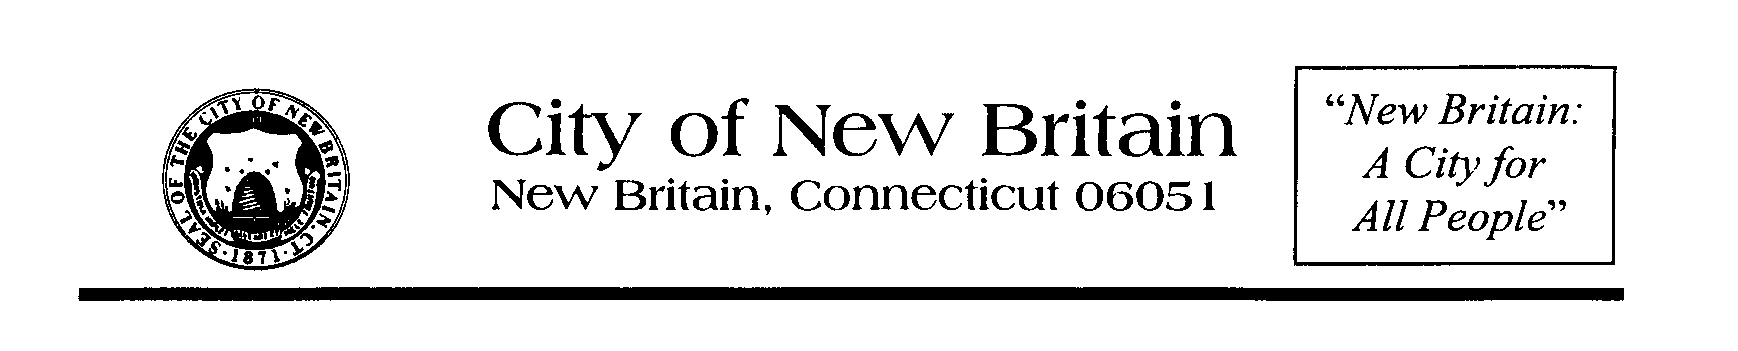 SEAL OF THE CITY OF NEW BRITAIN, CT.
· 1871 ·
City of New Britain
New Britain, Connecticut 06051
“New Britain:
A City for
All People”